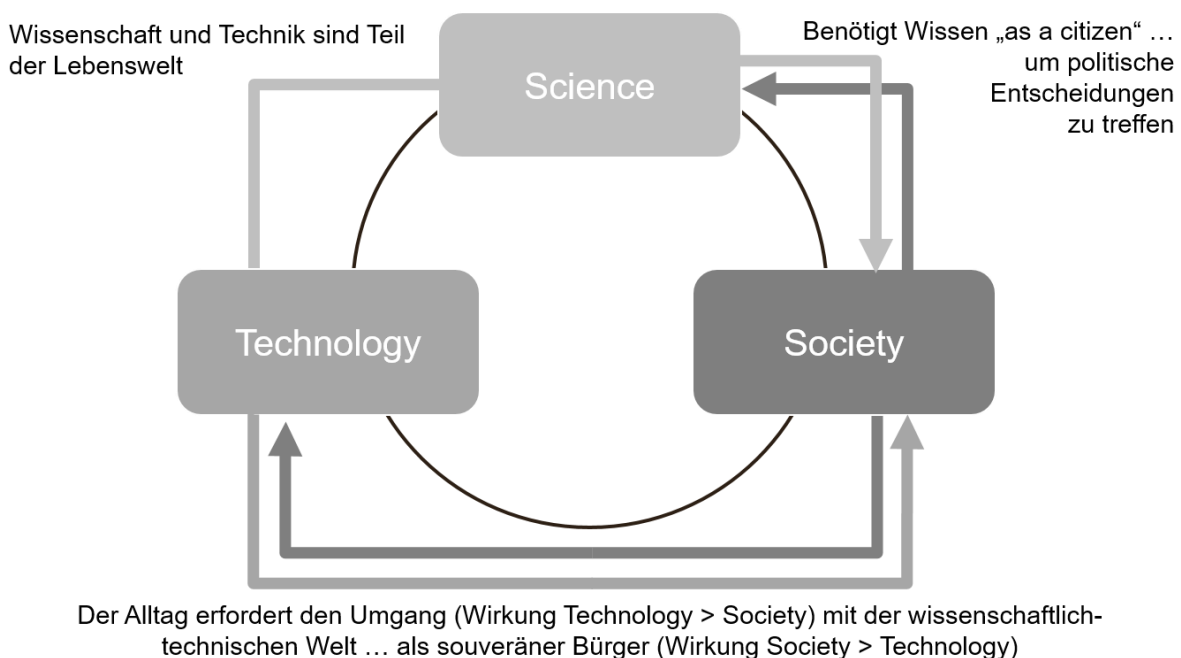 Wissenschaft und Technik sind Teil
der Lebenswelt
Science
Benötigt Wissen „as a citizen“ …
um politische
Entscheidungen
zu treffen
Technology
Society
Der Alltag erfordert den Umgang (Wirkung Technology > Society) mit der wissenschaftlich-
technischen Welt … als souveräner Bürger (Wirkung Society > Technology)